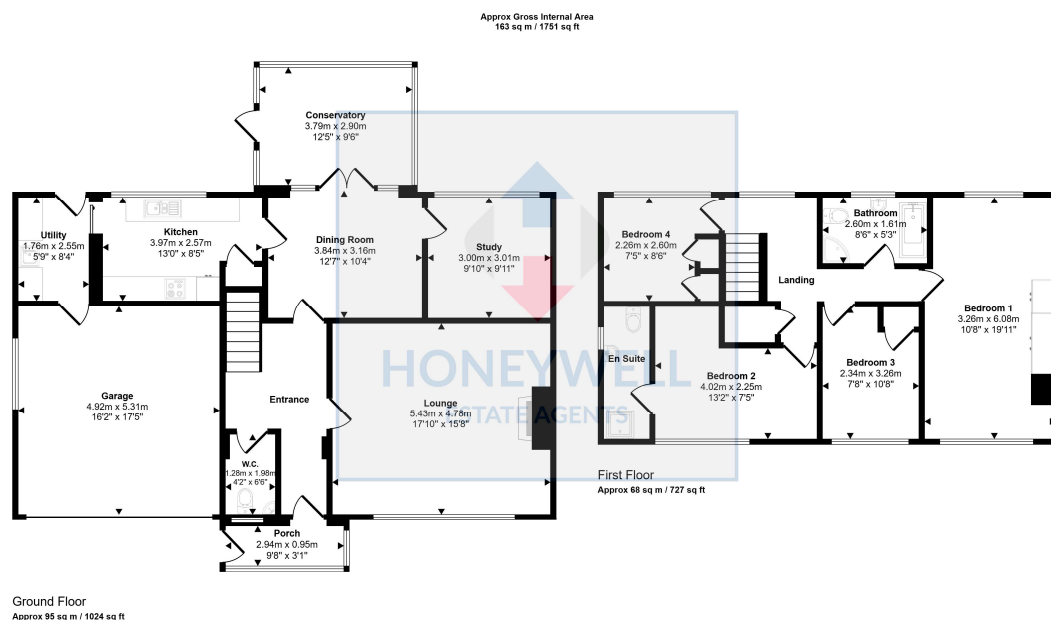 Approx Gross Internal Area
163 sq m / 1751 sq ft
Conservatory
3.79m x 2.90m
12'5" x 9'6"
Utility
1.76m x 2.55m
5'9" x 8'4"
Kitchen
3.97m x 2.57m
13'0" x 8'5"
Dining Room
3.84m x 3.16m
12'7" x 10'4"
Study
3.00m x 3.01m
9'10" x 9'11"
Garage
4.92m x 5.31m
16'2" x 17'5"
Entrance
Lounge
5.43m x 4.78m
17'10" x 15'8"
W.C.
1.28m x 1.98m
4'2" x 6'6"
Porch
2.94m x 0.95m
9'8" x 3'1"
Ground Floor
Approx 95 sq m / 1024 sq ft
HONEYWELL
ESTATE AGENTS
Bedroom 4
2.26m x 2.60m
7'5" x 8'6"
Bathroom
2.60m x 1.61m
8'6" x 5'3"
Landing
Bedroom 1
3.26m x 6.08m
10'8" x 19'11"
En Suite
Bedroom 2
4.02m x 2.25m
13'2" x 7'5"
Bedroom 3
2.34m x 3.26m
7'8" x 10'8"
First Floor
Approx 68 sq m / 727 sq ft